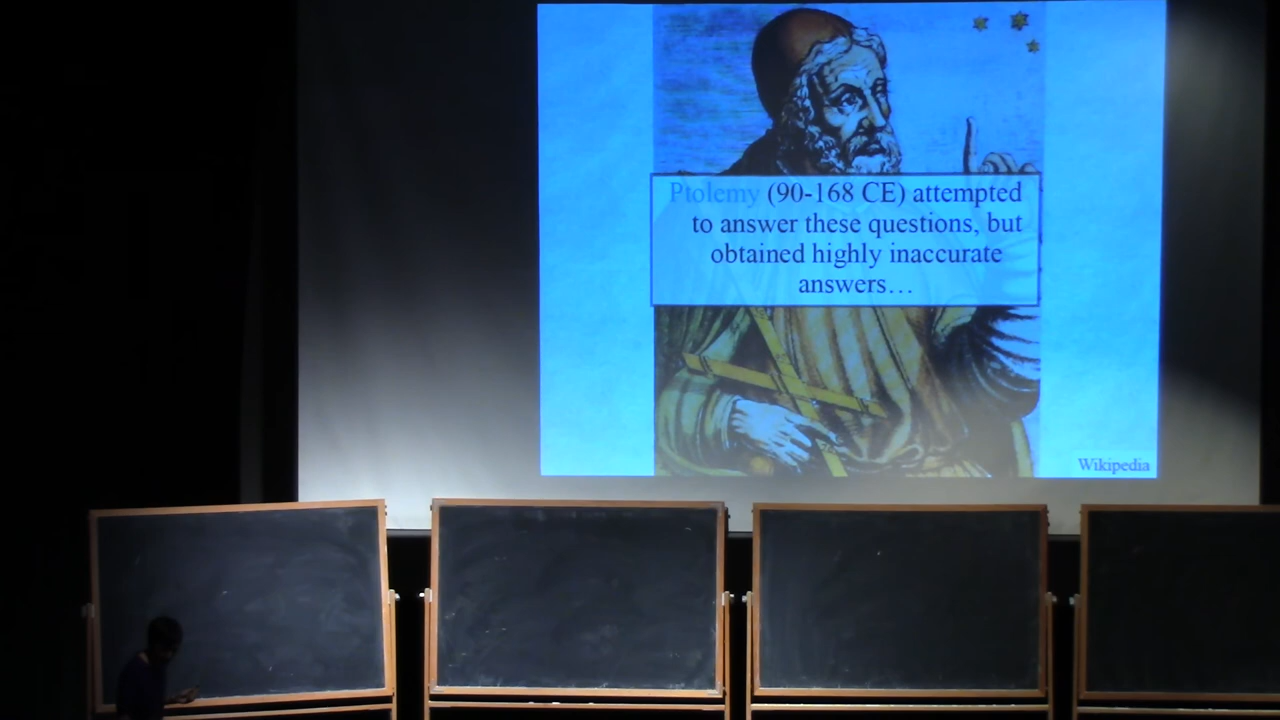 Ptolemy (90-168 CE) attempted
to answer these questions, but
obtained highly inaccurate
answers…
Wikipedia